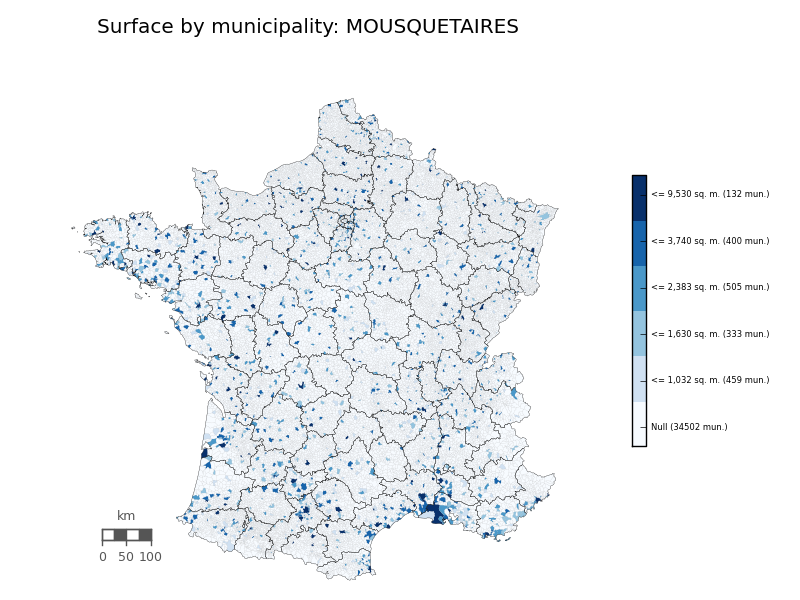 Surface by municipality: MOUSQUETAIRES
<= 9,530 sq. m. (132 mun.)
<= 3,740 sq. m. (400 mun.)
<= 2,383 sq. m. (505 mun.)
<= 1,630 sq. m. (333 mun.)
<= 1,032 sq. m. (459 mun.)
Null (34502 mun.)
km
0 50 100